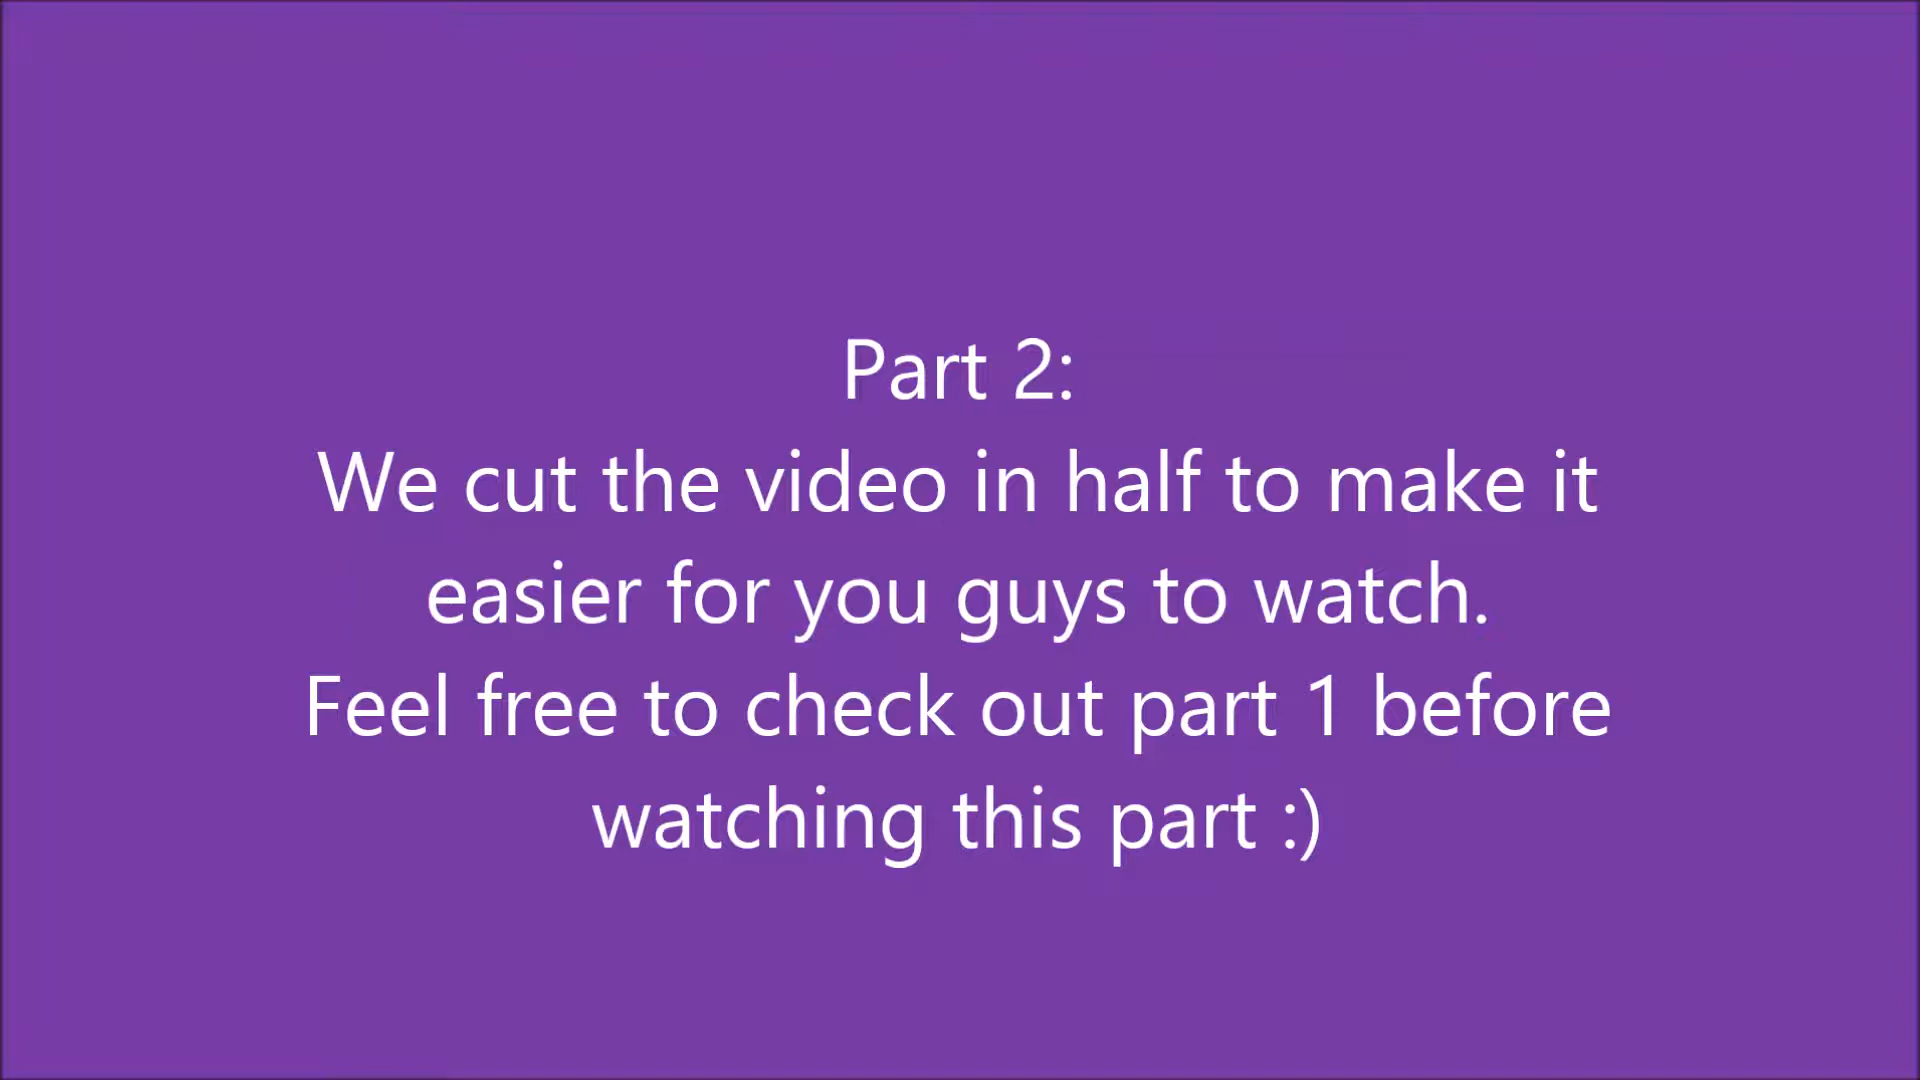 Part 2:
We cut the video in half to make it
easier for you guys to watch.
Feel free to check out part 1 before
watching this part :)